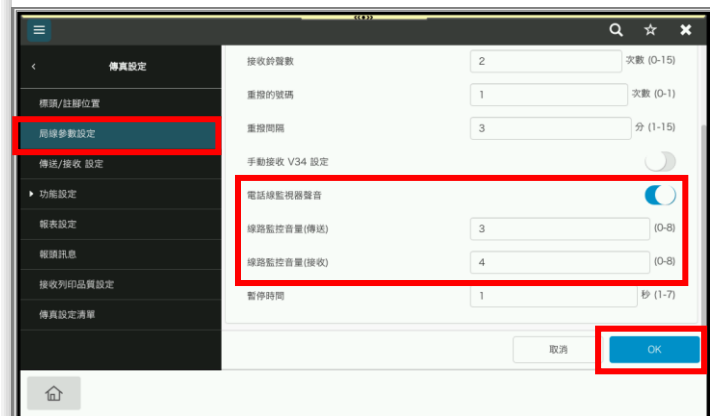 傳真設定
標頭/註腳位置
局線參數設定
傳送/接收 設定
功能設定
報表設定
報頭訊息
接收列印品質設定
傳真設定清單
接收鈴聲數 2 次數 (0-15)
重撥的號碼 1 次數 (0-1)
重撥間隔 3 分 (1-15)
手動接收 V34 設定
電話線監視器聲音
線路監控音量(傳送) 3 (0-8)
線路監控音量(接收) 4 (0-8)
暫停時間 1 秒 (1-7)
取消 OK